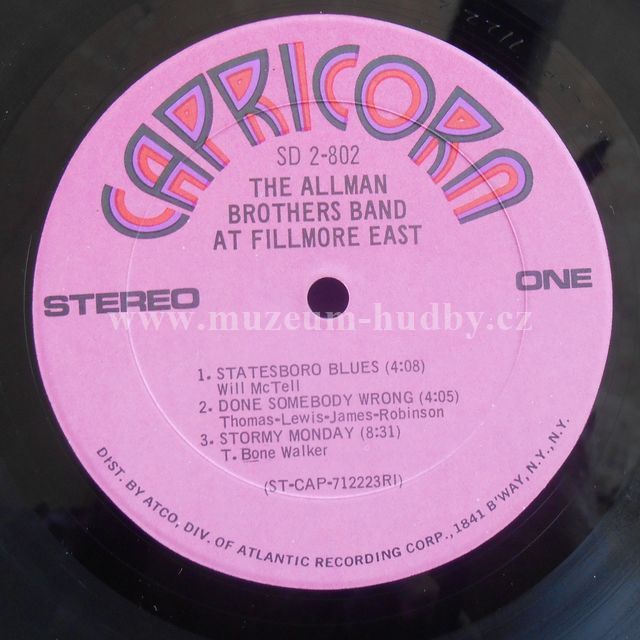 CAPRICORN
SD 2-802
THE ALLMAN
BROTHERS BAND
AT FILLMORE EAST
STEREO
ONE
www.muzeum-hudby.cz
1. STATESBORO BLUES (4:08)
Will McTell
2. DONE SOMEBODY WRONG (4:05)
Thomas-Lewis-James-Robinson
3. STORMY MONDAY (8:31)
T. Bone Walker
(ST-CAP-712223RI)
DIST. BY ATCO, DIV. OF ATLANTIC RECORDING CORP., 1841 B'WAY, N.Y., N.Y.